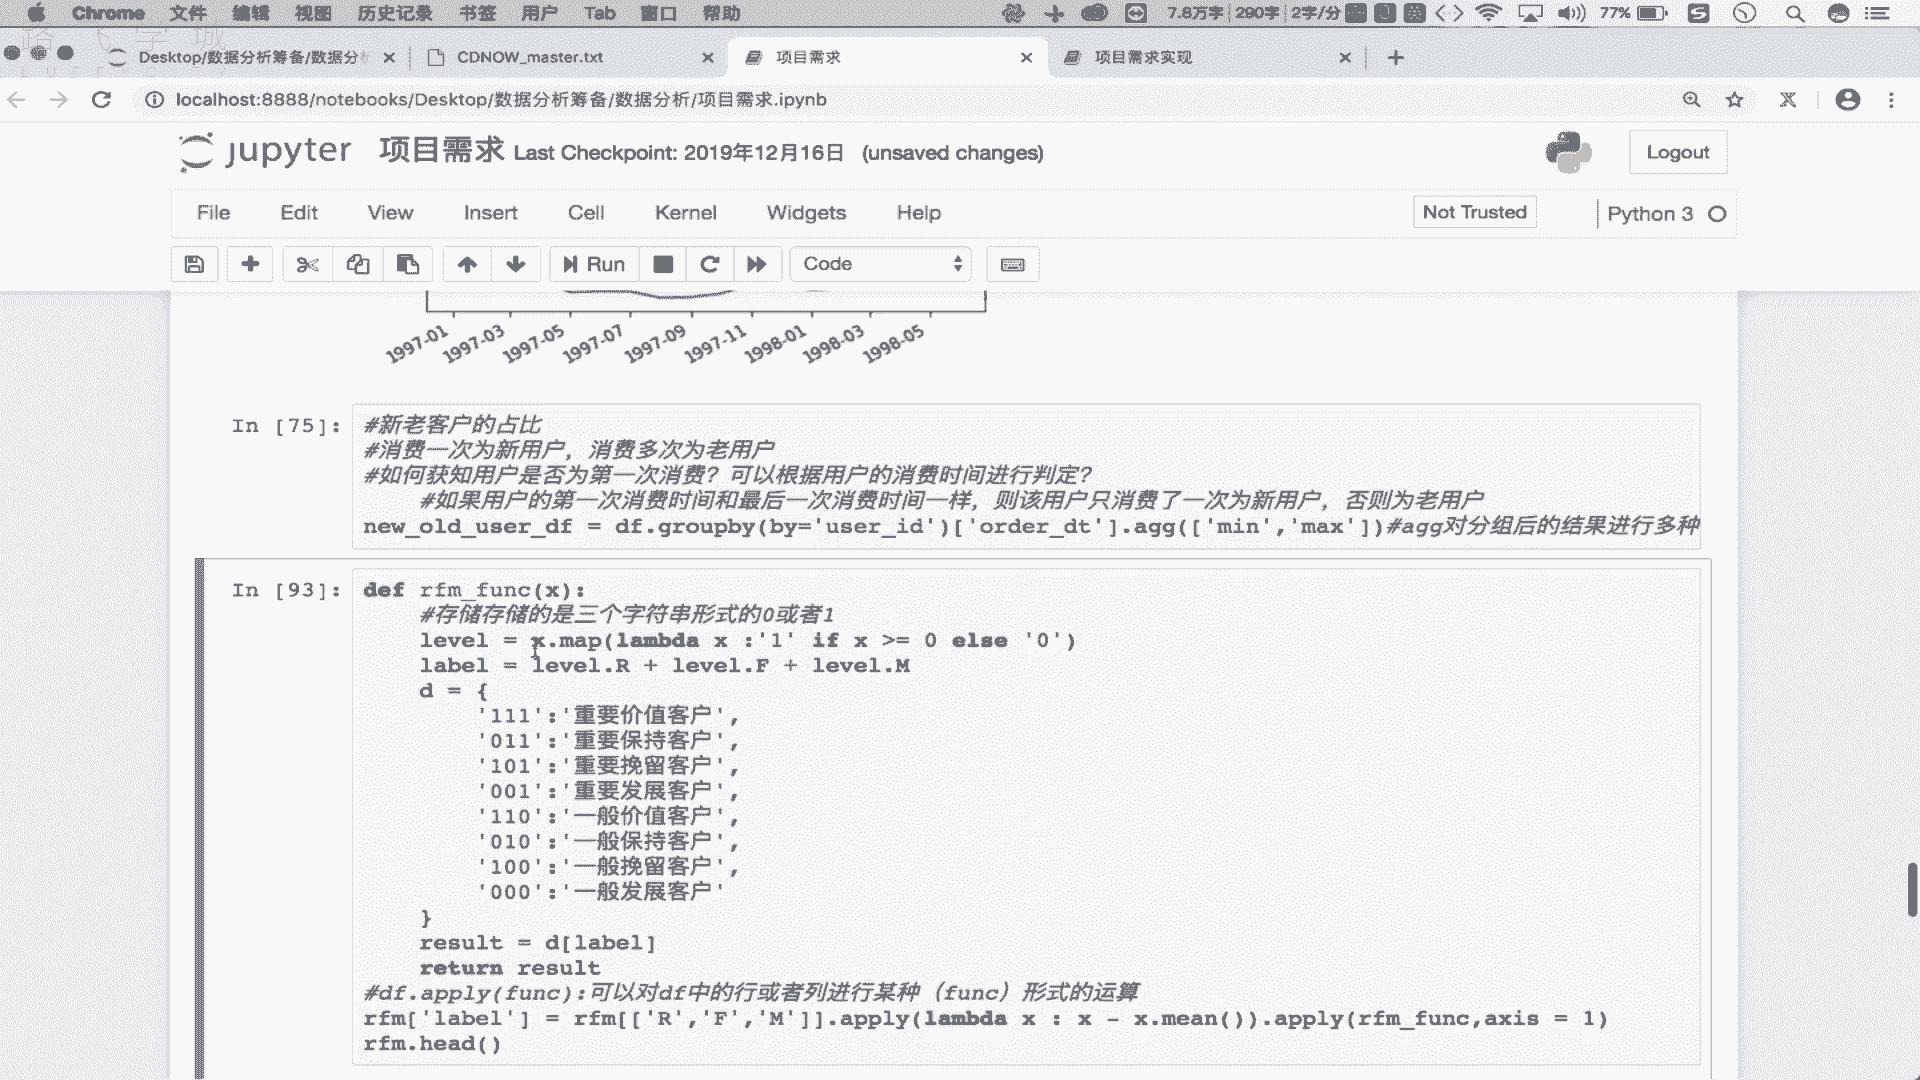 Chrome 文件 编辑 视图 历史记录 书签 用户 Tab 窗口 帮助 7.8万字 290字 2字/分 77%
Desktop/数据分析筹备/数据分析 CDNOW_master.txt 项目需求 项目需求实现
localhost:8888/notebooks/Desktop/数据分析筹备/数据分析/项目需求.ipynb
jupyter 项目需求 Last Checkpoint: 2019年12月16日 (unsaved changes) Logout
File Edit View Insert Cell Kernel Widgets Help Not Trusted Python 3
Run Code
1997-01 1997-03 1997-05 1997-07 1997-09 1997-11 1998-01 1998-03 1998-05
In [75]: #新老客户的占比
#消费一次为新用户，消费多次为老用户
#如何获知用户是否为第一次消费？可以根据用户的消费时间进行判定？
#如果用户的第一次消费时间和最后一次消费时间一样，则该用户只消费了一次为新用户，否则为老用户
new_old_user_df = df.groupby(by='user_id')['order_dt'].agg(['min','max'])#agg对分组后的结果进行多种
In [93]: def rfm_func(x):
#存储存储的是三个字符串形式的0或者1
level = x.map(lambda x :'1' if x >= 0 else '0')
label = level.R + level.F + level.M
d = {
'111':'重要价值客户',
'011':'重要保持客户',
'101':'重要挽留客户',
'001':'重要发展客户',
'110':'一般价值客户',
'010':'一般保持客户',
'100':'一般挽留客户',
'000':'一般发展客户'
}
result = d[label]
return result
#df.apply(func):可以对df中的行或者列进行某种（func）形式的运算
rfm['label'] = rfm[['R','F','M']].apply(lambda x : x - x.mean()).apply(rfm_func,axis = 1)
rfm.head()